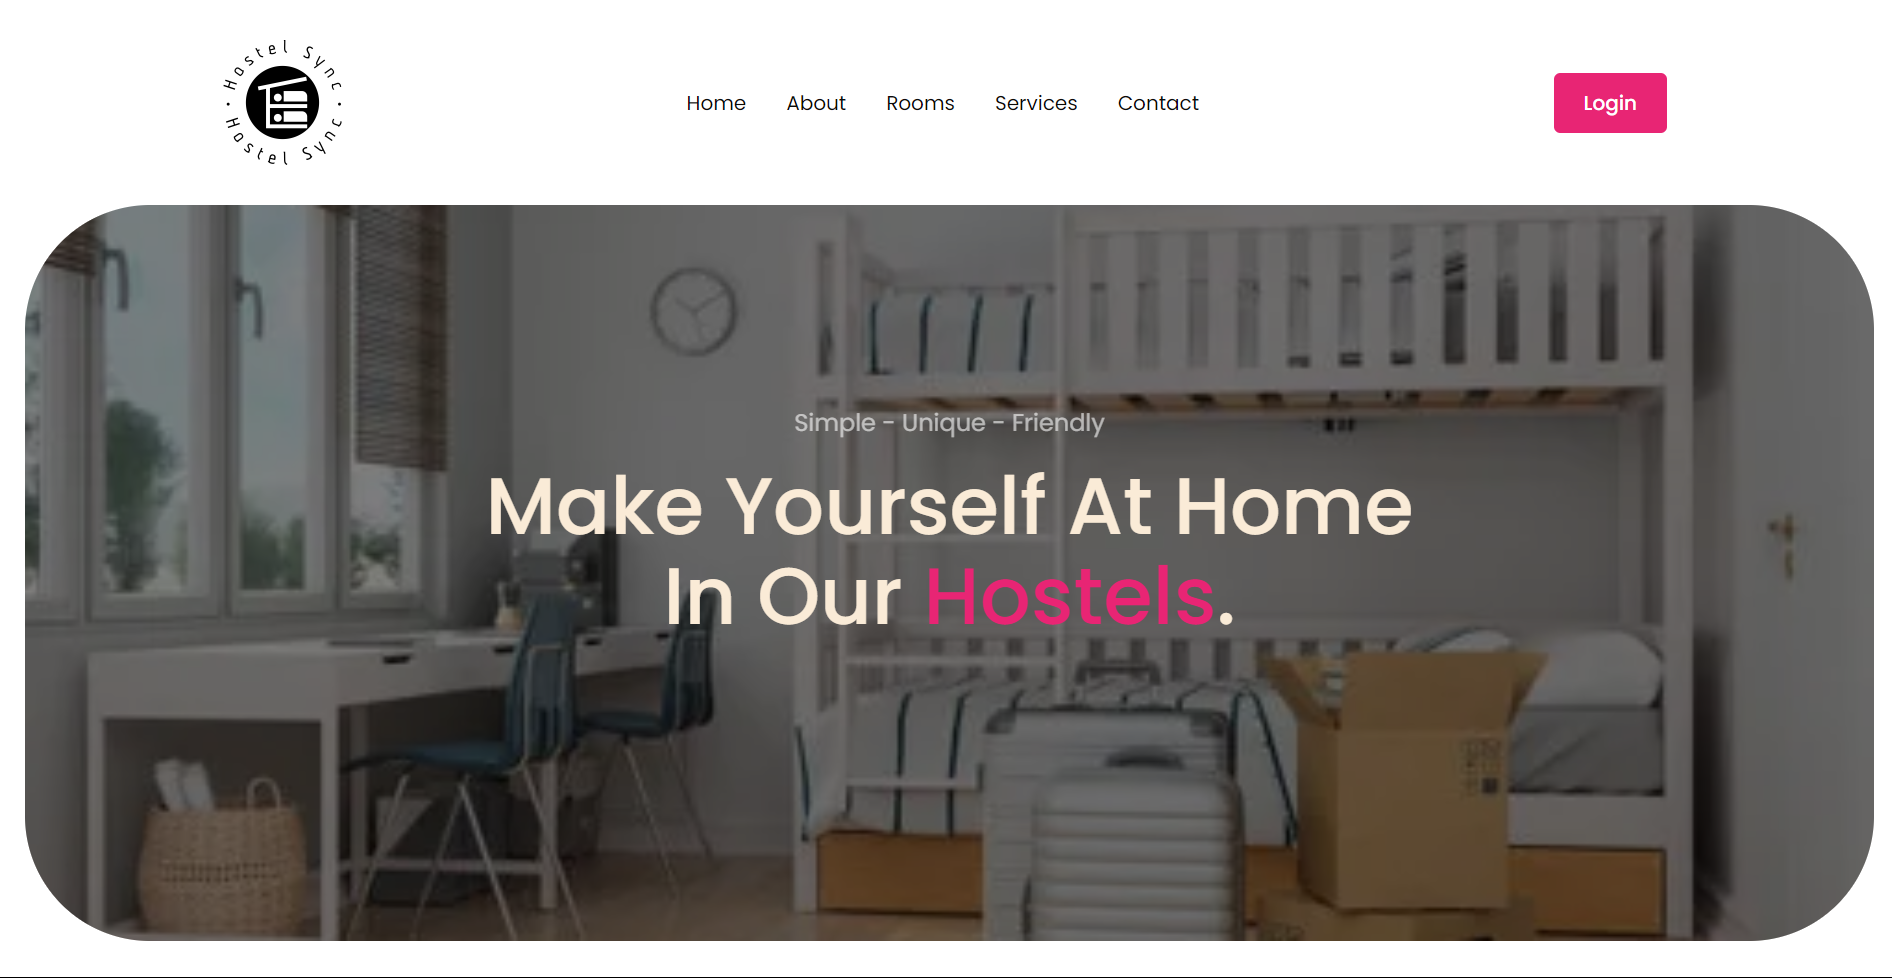 Hostel Sync
Hostel Sync
Home
About
Rooms
Services
Contact
Login
Simple - Unique - Friendly
Make Yourself At Home
In Our Hostels.